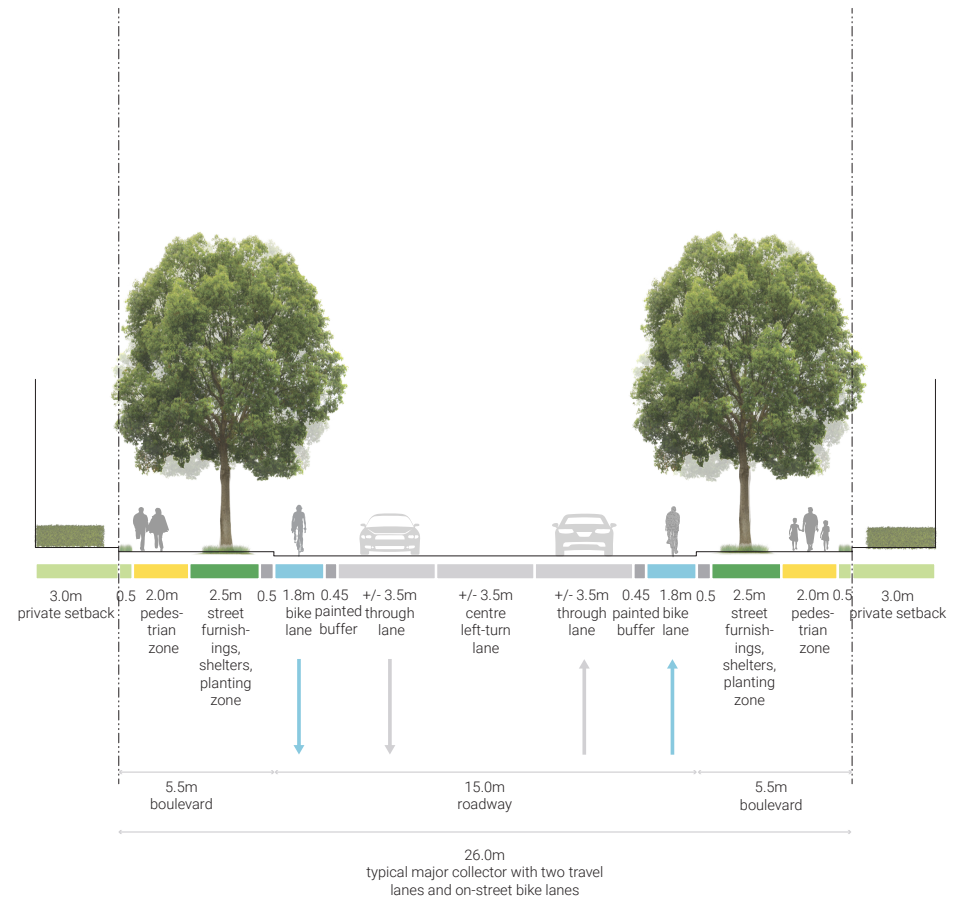 3.0m
private setback
0.5
2.0m
pedes-
trian
zone
2.5m
street
furnish-
ings,
shelters,
planting
zone
0.5
1.8m
bike
lane
0.45
painted
buffer
+/- 3.5m
through
lane
+/- 3.5m
centre
left-turn
lane
+/- 3.5m
through
lane
0.45
painted
buffer
1.8m
bike
lane
0.5
2.5m
street
furnish-
ings,
shelters,
planting
zone
2.0m
pedes-
trian
zone
0.5
3.0m
private setback
5.5m
boulevard
15.0m
roadway
5.5m
boulevard
26.0m
typical major collector with two travel
lanes and on-street bike lanes